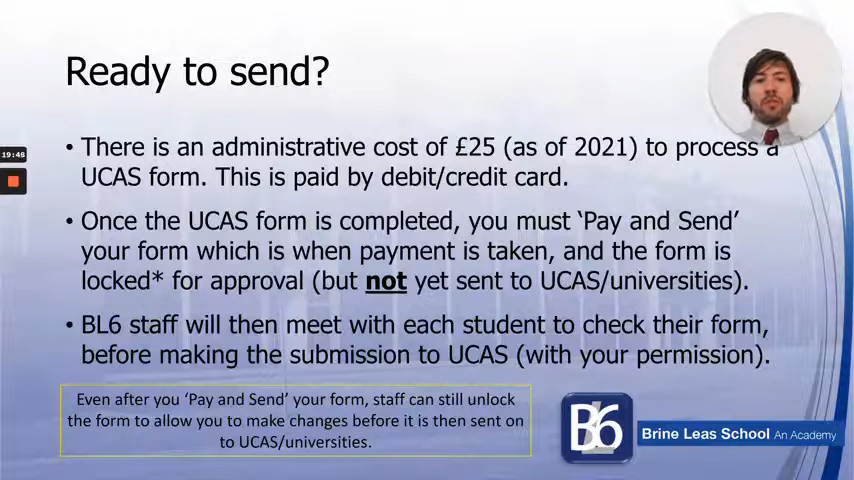 Ready to send?
19:48
• There is an administrative cost of £25 (as of 2021) to process a
UCAS form. This is paid by debit/credit card.
• Once the UCAS form is completed, you must ‘Pay and Send’
your form which is when payment is taken, and the form is
locked* for approval (but not yet sent to UCAS/universities).
• BL6 staff will then meet with each student to check their form,
before making the submission to UCAS (with your permission).
Even after you ‘Pay and Send’ your form, staff can still unlock
the form to allow you to make changes before it is then sent on
to UCAS/universities.
BL6
Brine Leas School An Academy